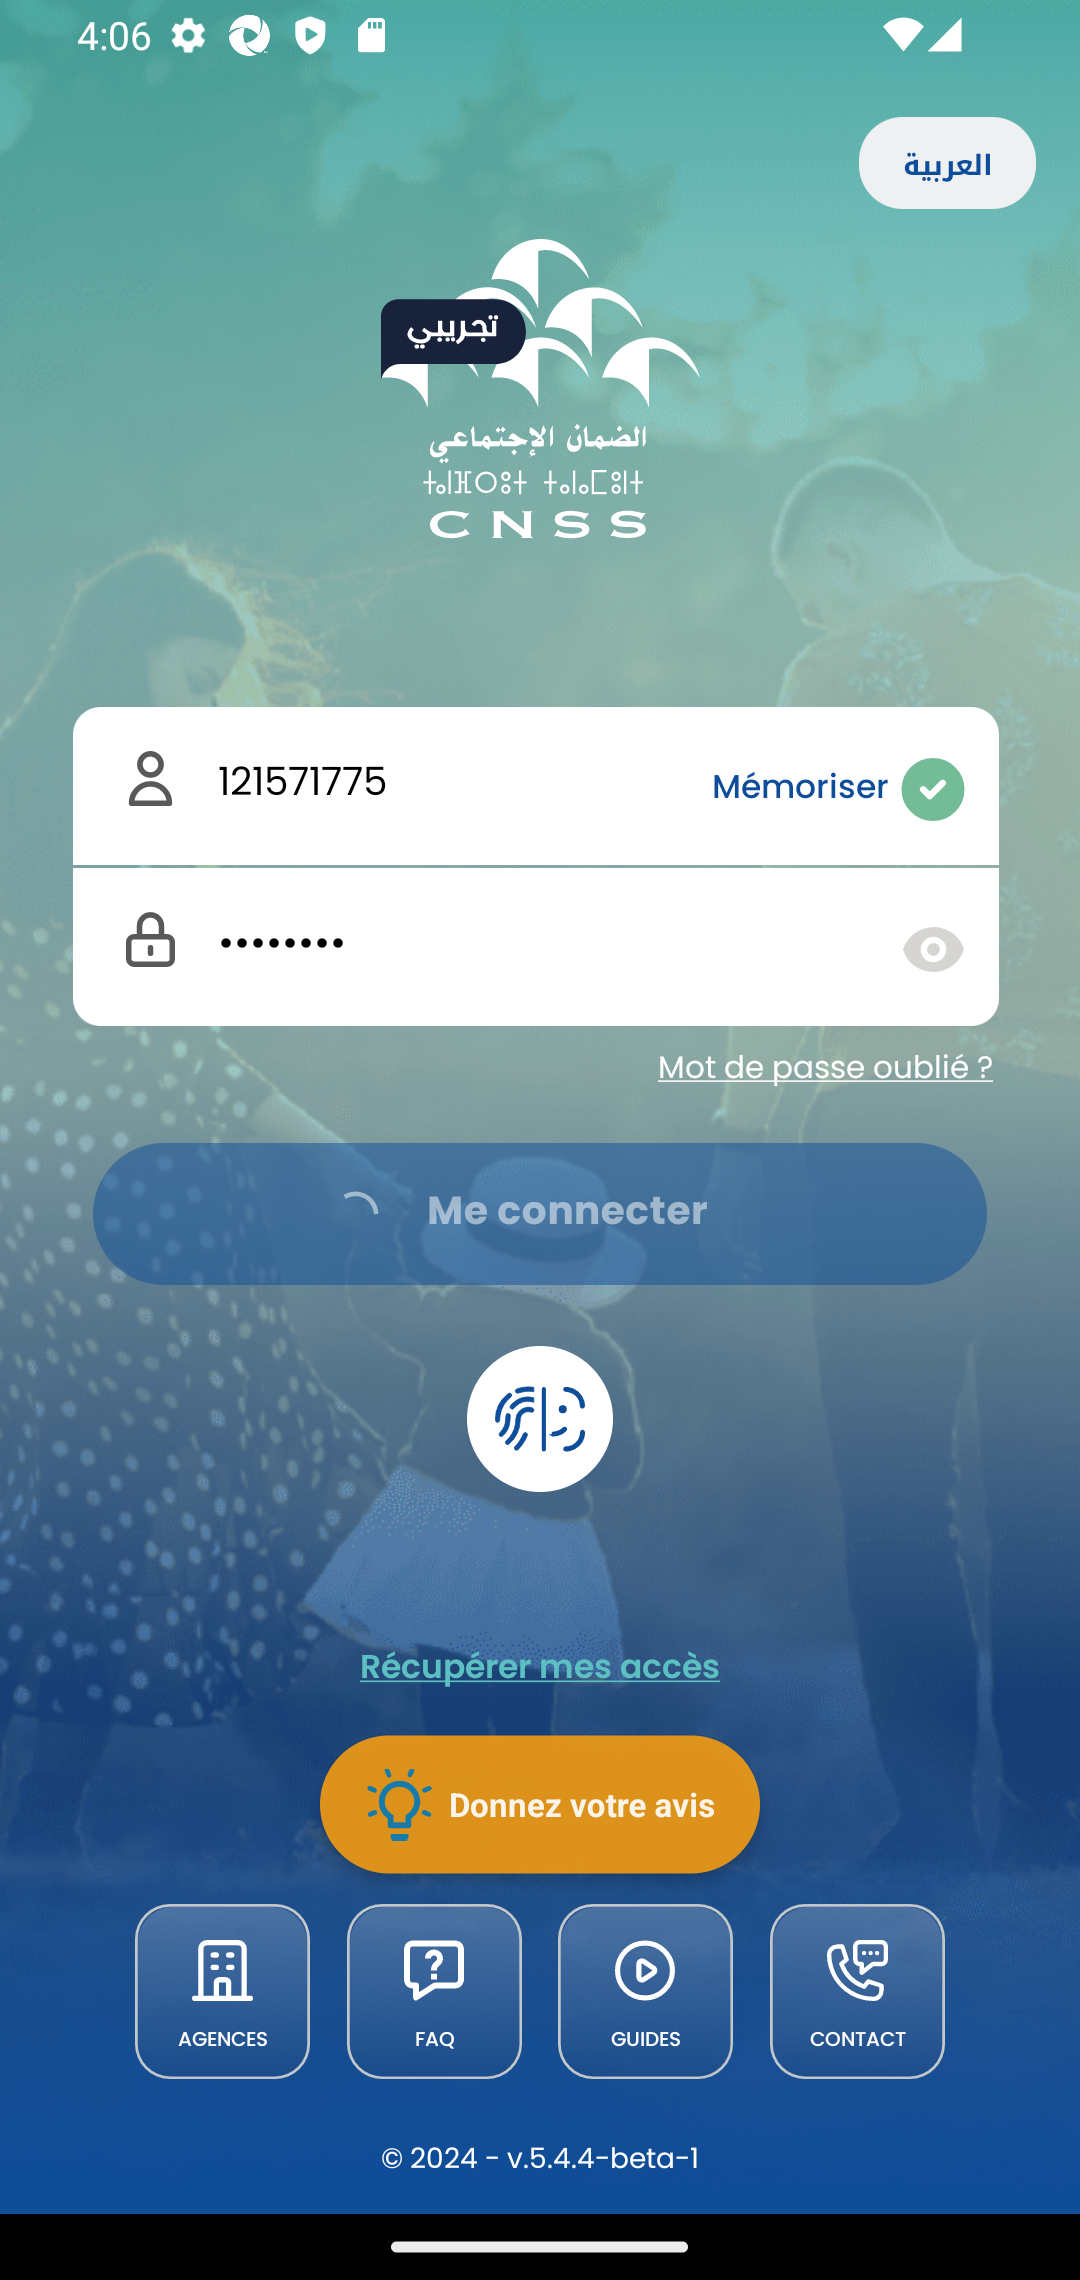 4:06
العربية
تجريبي
الضمان الإجتماعي
ⵜⴰⵏⴼⵔⵓⵜ ⵜⴰⵏⴰⵎⵓⵏⵜ
CNSS
121571775
Mémoriser
••••••••
Mot de passe oublié ?
Me connecter
Récupérer mes accès
Donnez votre avis
AGENCES
FAQ
GUIDES
CONTACT
© 2024 - v.5.4.4-beta-1